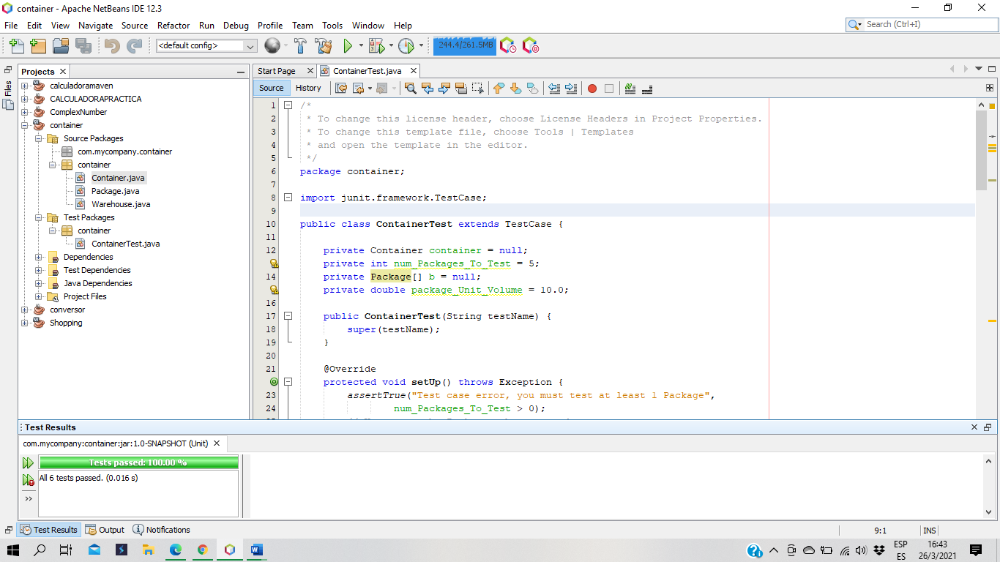 container - Apache NetBeans IDE 12.3
File Edit View Navigate Source Refactor Run Debug Profile Team Tools Window Help
Search (Ctrl+I)
<default config>
244.4/261.5MB
Files
Projects
calculadoramaven
CALCULADORAPRACTICA
ComplexNumber
container
Source Packages
com.mycompany.container
container
Container.java
Package.java
Warehouse.java
Test Packages
container
ContainerTest.java
Dependencies
Test Dependencies
Java Dependencies
Project Files
conversor
Shopping
Start Page
ContainerTest.java
Source History
1 /*
2 * To change this license header, choose License Headers in Project Properties.
3 * To change this template file, choose Tools | Templates
4 * and open the template in the editor.
5 */
6 package container;
7
8 import junit.framework.TestCase;
9
10 public class ContainerTest extends TestCase {
11
12 private Container container = null;
private int num_Packages_To_Test = 5;
14 private Package[] b = null;
private double package_Unit_Volume = 10.0;
16
17 public ContainerTest(String testName) {
18 super(testName);
19 }
20
21 @Override
protected void setUp() throws Exception {
23 assertTrue("Test case error, you must test at least 1 Package",
24 num_Packages_To_Test > 0);
Test Results
com.mycompany:container:jar:1.0-SNAPSHOT (Unit)
Tests passed: 100.00 %
All 6 tests passed. (0.016 s)
>>
Test Results Output Notifications
9:1 INS
ESP
ES
16:43
26/3/2021